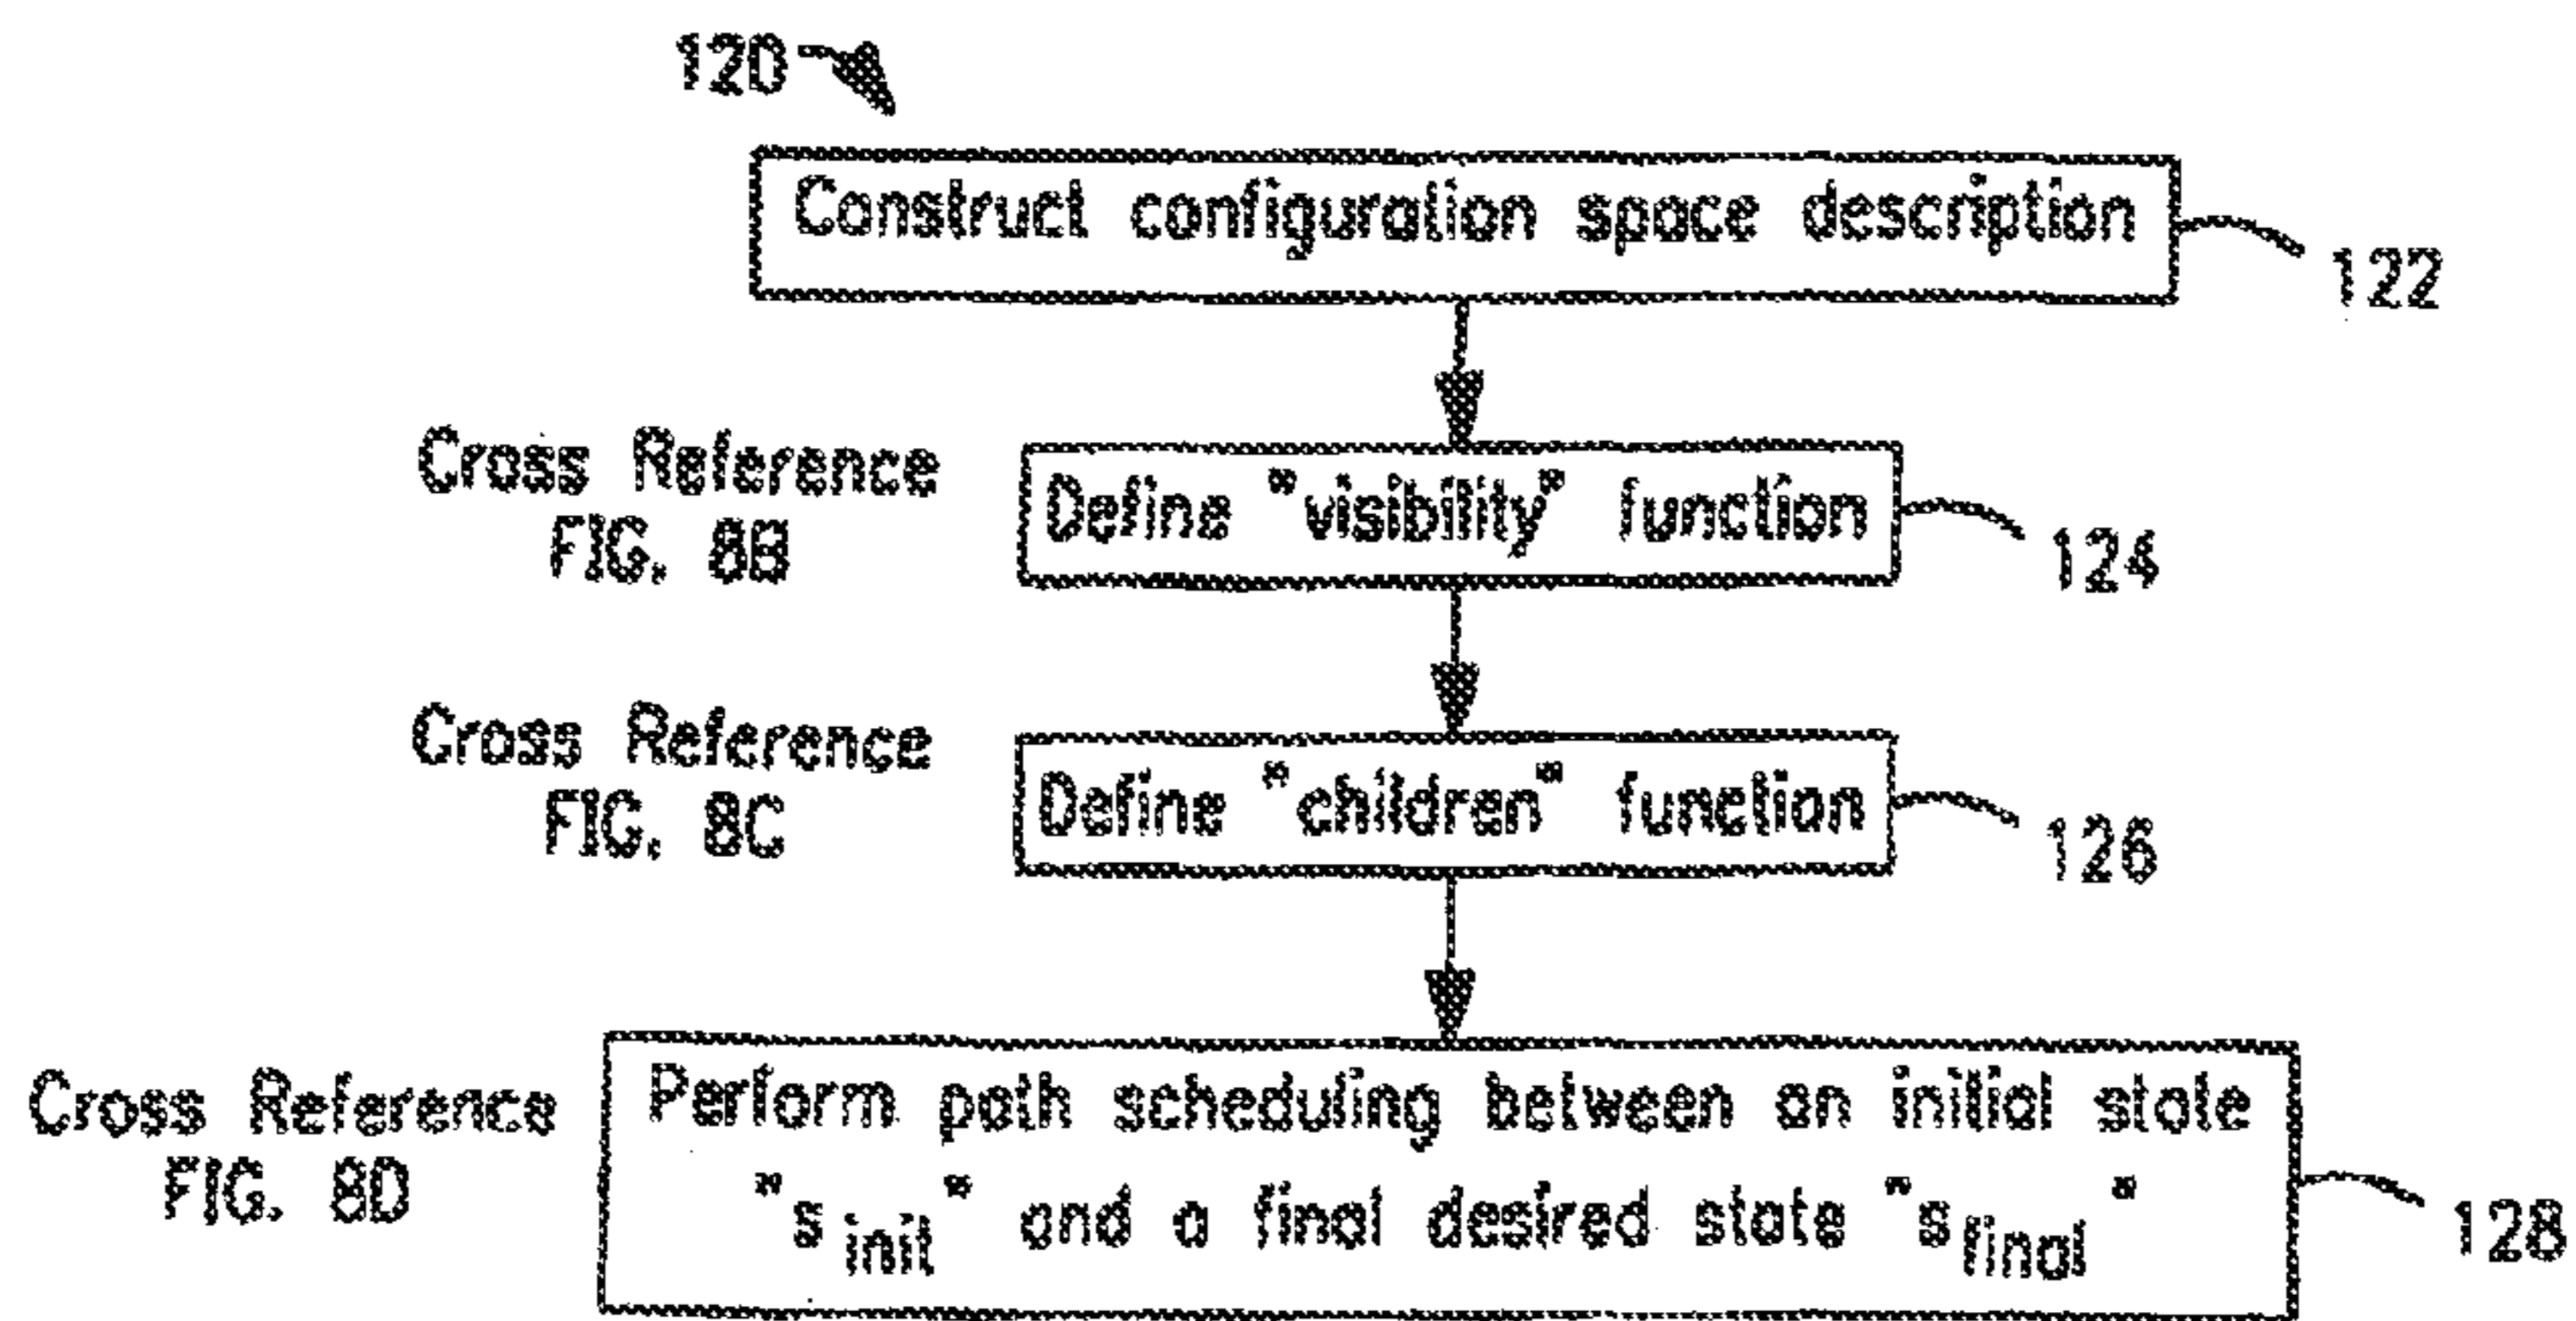 120
Construct configuration space description
122
Cross Reference
FIG. 8B
Define "visibility" function
124
Cross Reference
FIG. 8C
Define "children" function
126
Cross Reference
FIG. 8D
Perform path scheduling between an initial state
"s init" and a final desired state "s final "
128